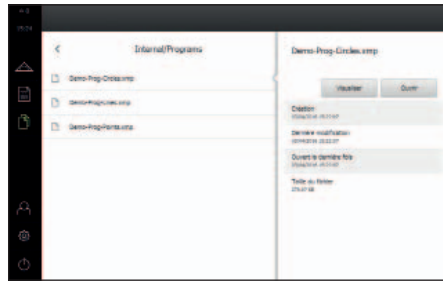 Internal/Programs
Demo-Prog-Circles.xmp
Demo-Prog-Lines.xmp
Demo-Prog-Points.xmp
Demo-Prog-Circles.xmp
Visualiser
Ouvrir
Création
Dernière modification
Ouvert la dernière fois
Taille du fichier